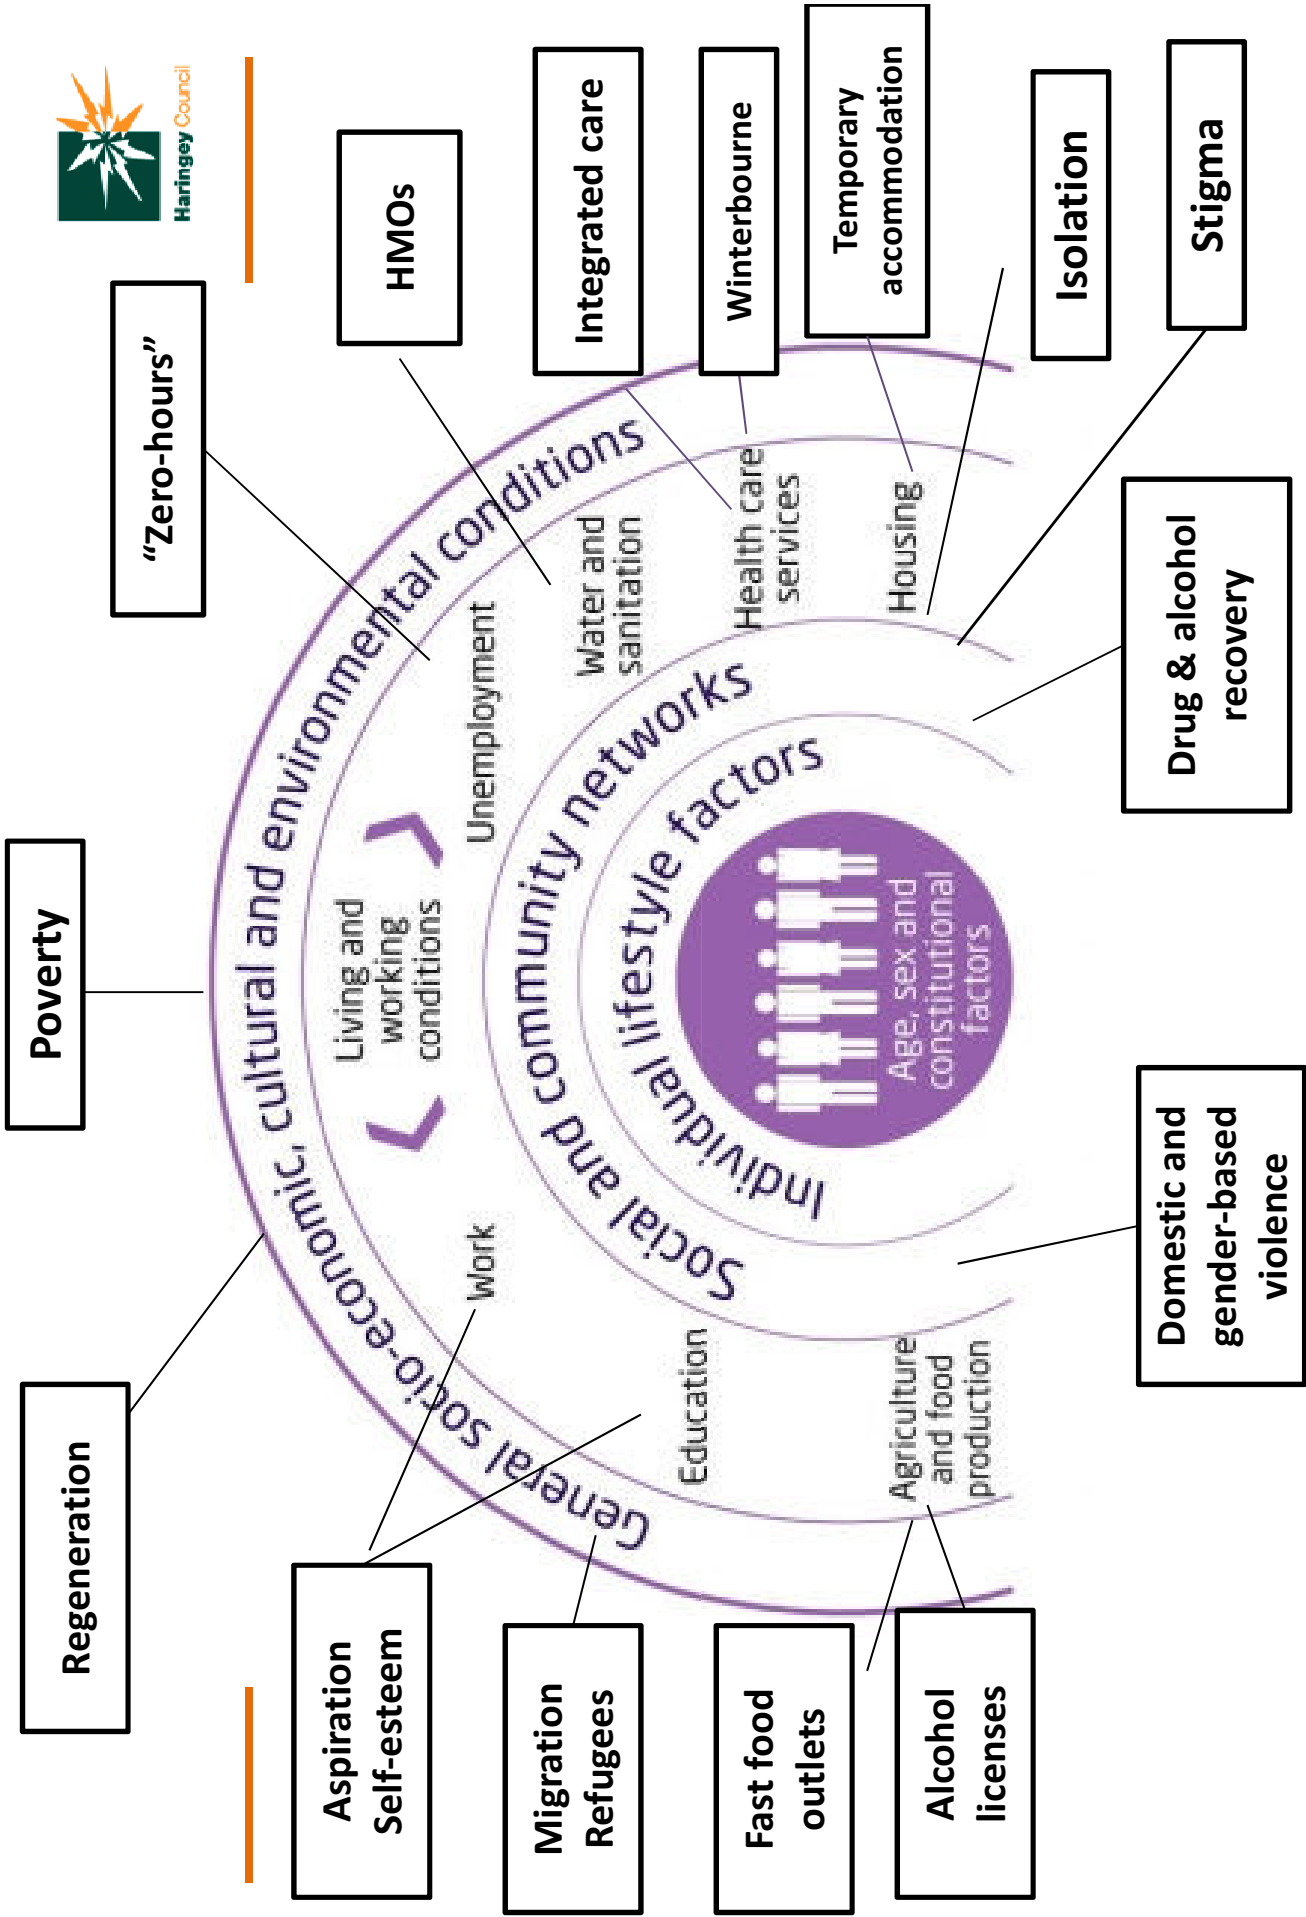 Haringey Council
Poverty
Regeneration
“Zero-hours”
Aspiration
Self-esteem
HMOs
Migration
Refugees
Integrated care
Fast food
outlets
Winterbourne
Alcohol
licenses
Temporary
accommodation
Isolation
Stigma
Domestic and
gender-based
violence
Drug & alcohol
recovery
General socio-economic, cultural and environmental conditions
Living and
working
conditions
Work
Unemployment
Education
Water and
sanitation
Agriculture
and food
production
Health care
services
Housing
Social and community networks
Individual lifestyle factors
Age, sex and
constitutional
factors